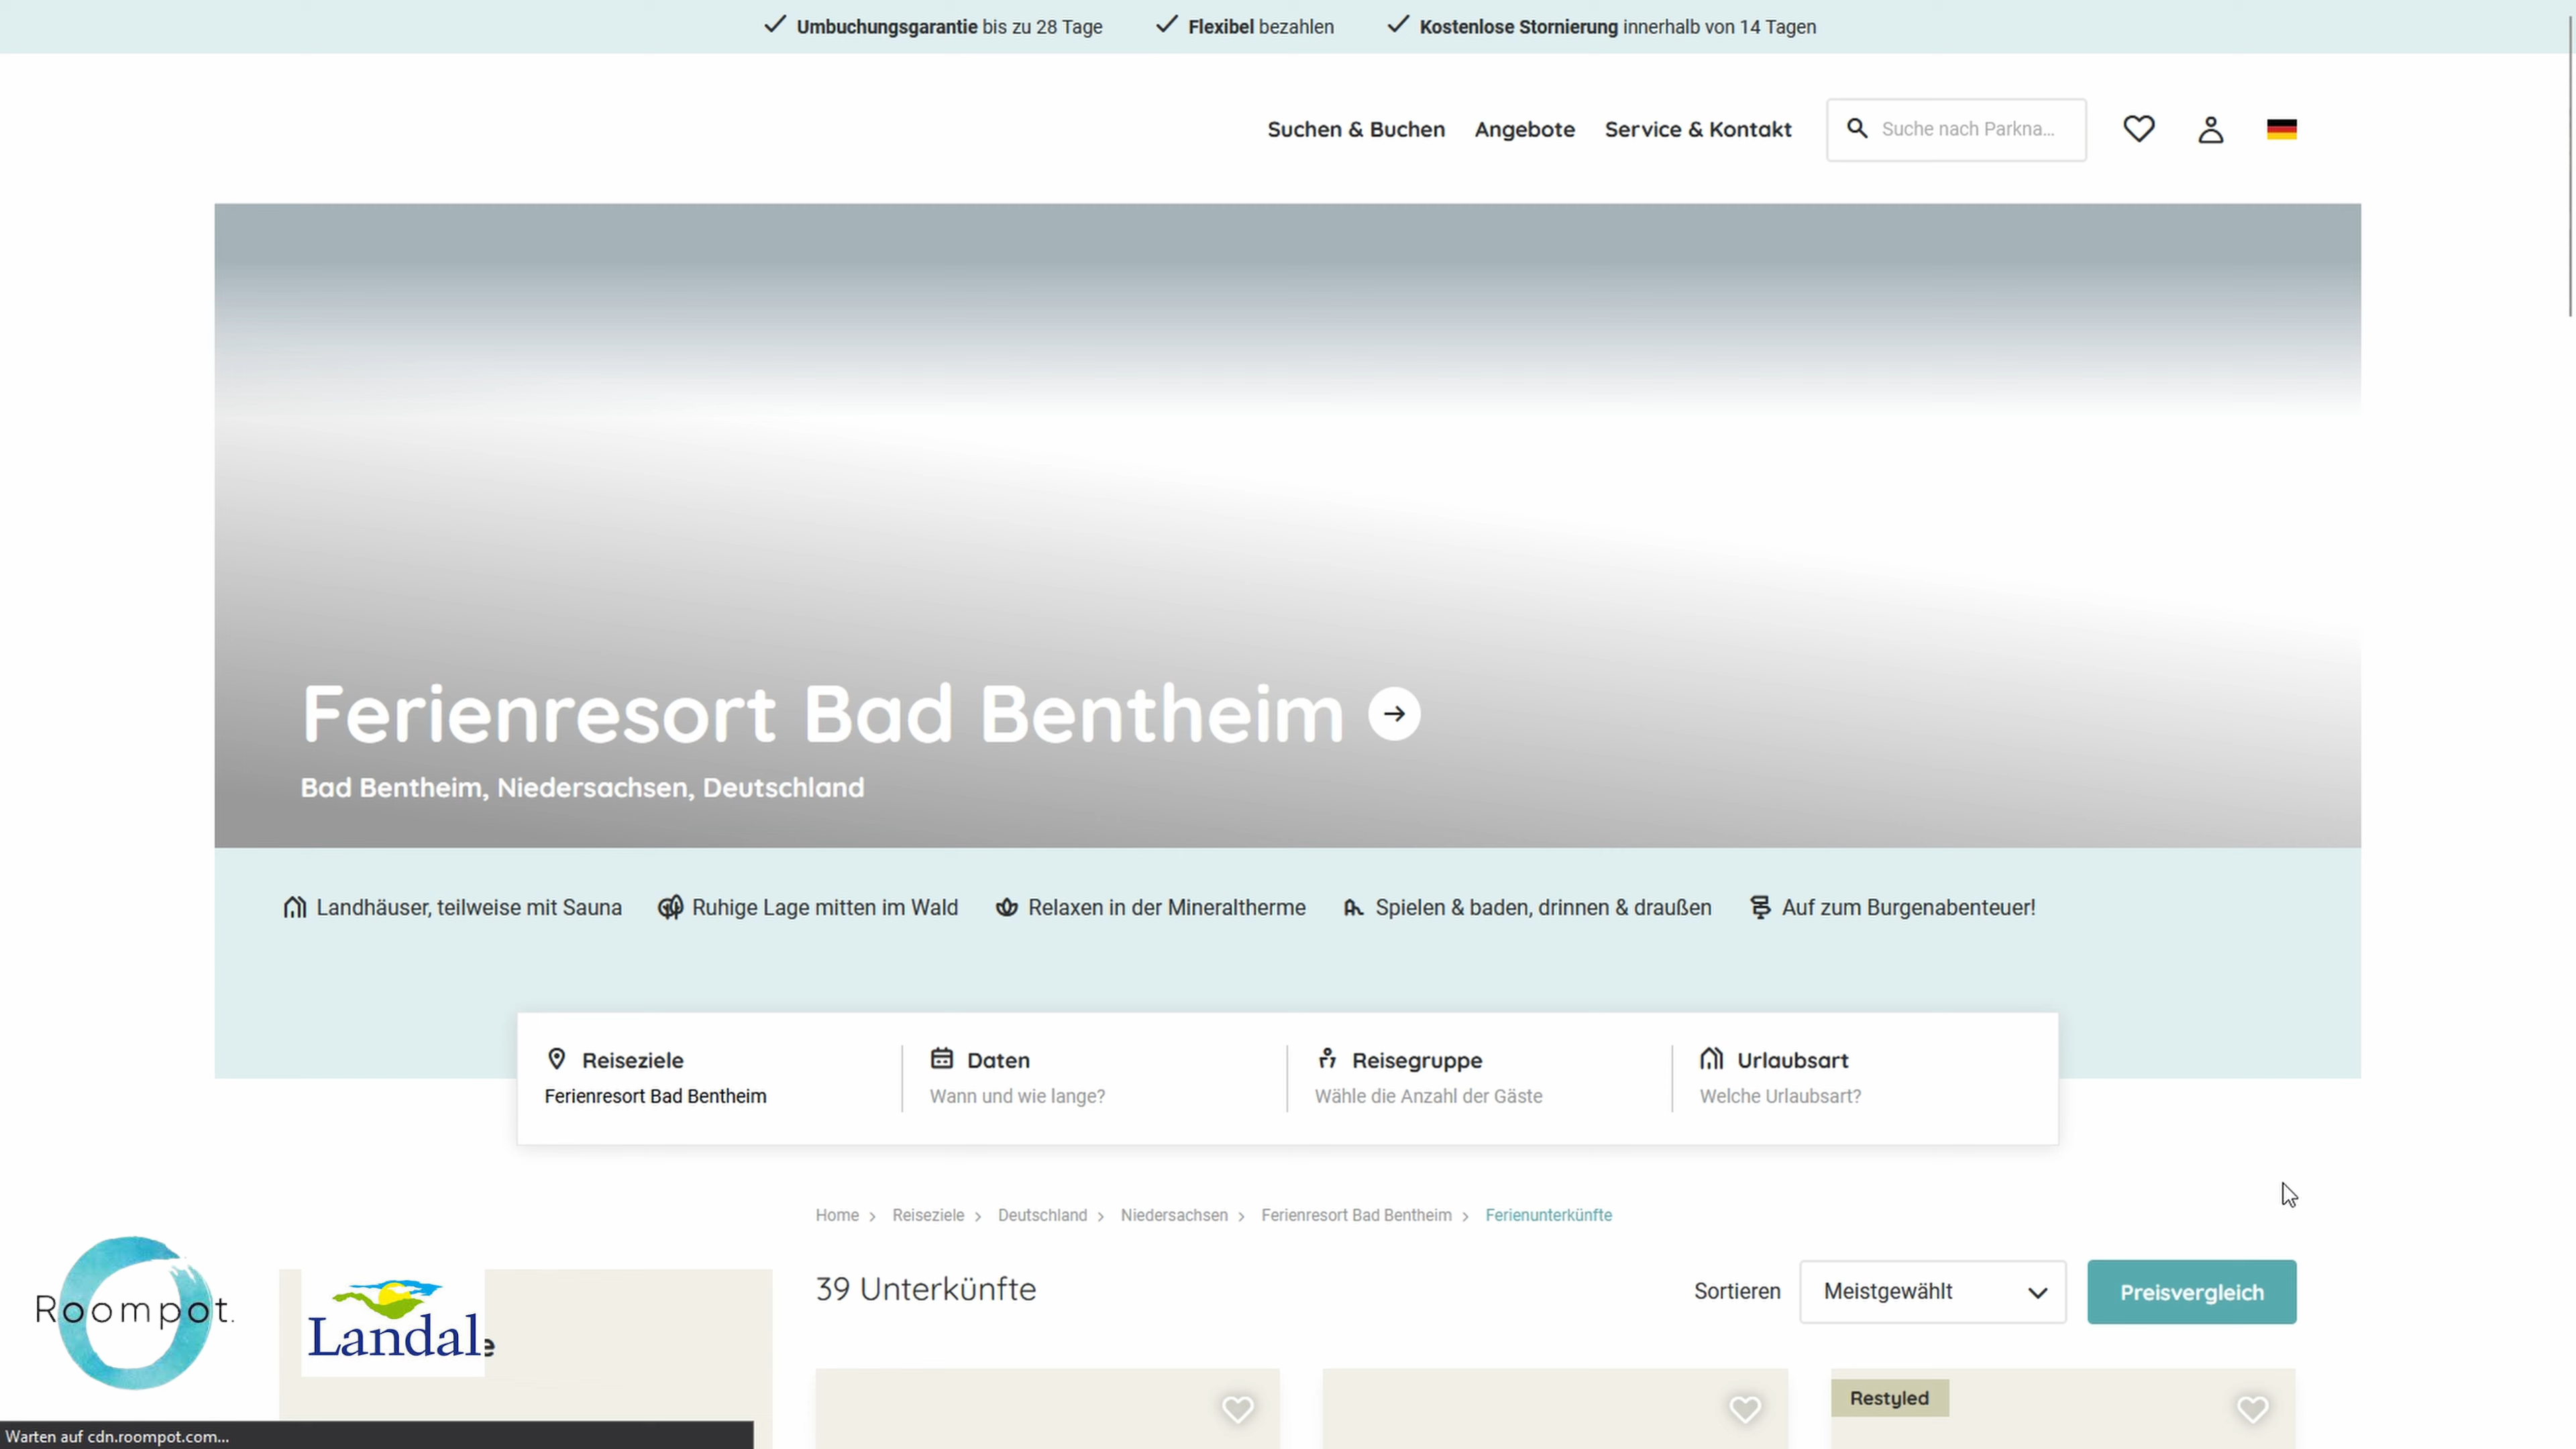 Umbuchungsgarantie bis zu 28 Tage
Flexibel bezahlen
Kostenlose Stornierung innerhalb von 14 Tagen
Suchen & Buchen
Angebote
Service & Kontakt
Suche nach Parkna...
Ferienresort Bad Bentheim
Bad Bentheim, Niedersachsen, Deutschland
Landhäuser, teilweise mit Sauna
Ruhige Lage mitten im Wald
Relaxen in der Mineraltherme
Spielen & baden, drinnen & draußen
Auf zum Burgenabenteuer!
Reiseziele
Ferienresort Bad Bentheim
Daten
Wann und wie lange?
Reisegruppe
Wähle die Anzahl der Gäste
Urlaubsart
Welche Urlaubsart?
Home
Reiseziele
Deutschland
Niedersachsen
Ferienresort Bad Bentheim
Ferienunterkünfte
Roompot.
Landal
39 Unterkünfte
Sortieren
Meistgewählt
Preisvergleich
Restyled
Warten auf cdn.roompot.com...